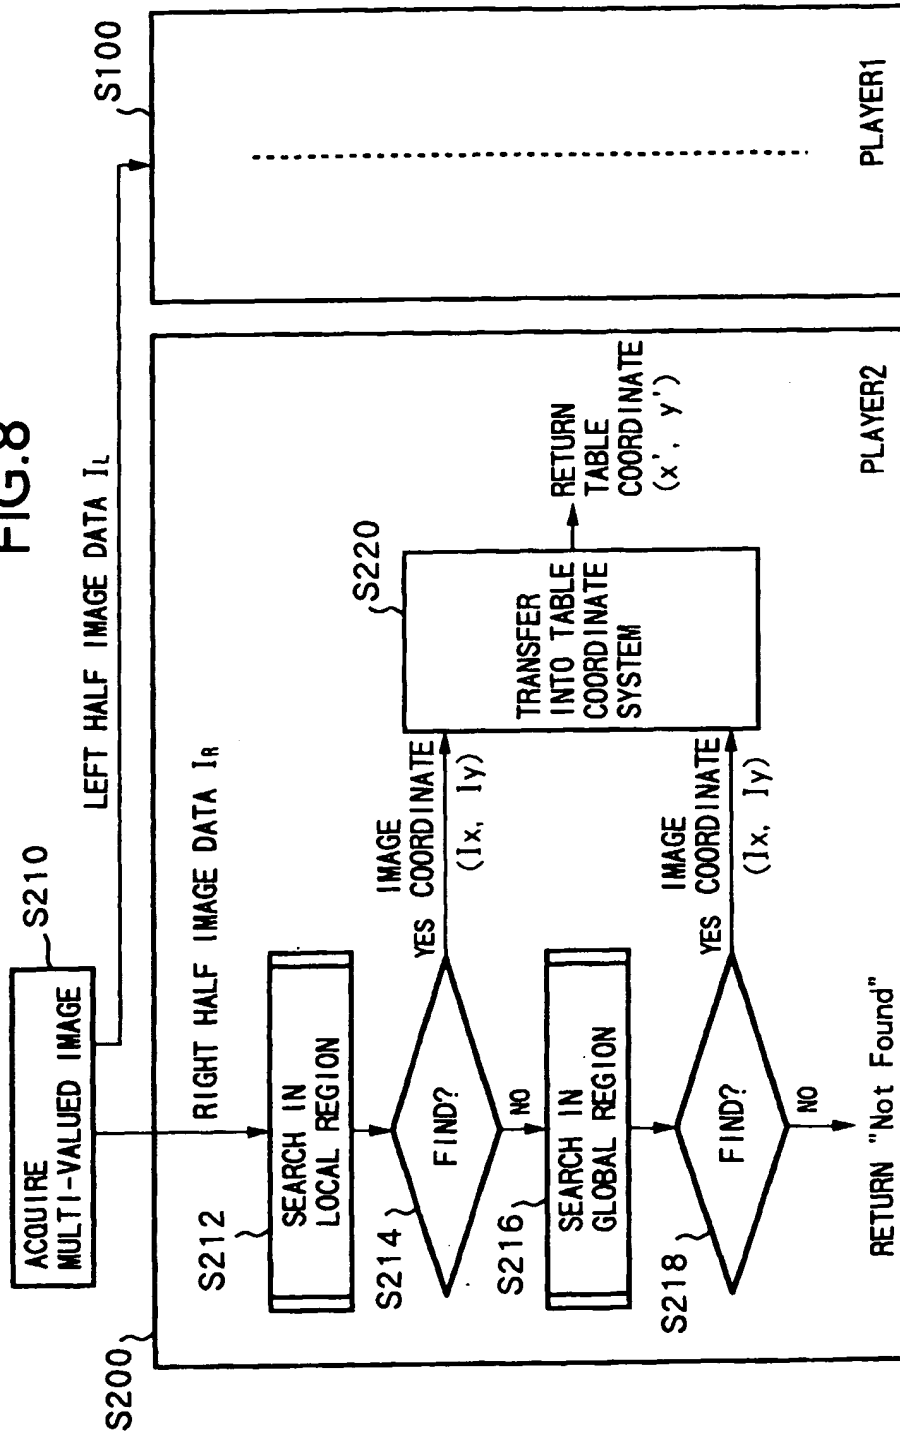 FIG.8
ACQUIRE
MULTI-VALUED IMAGE
S210
LEFT HALF IMAGE DATA IL
S100
S200
RIGHT HALF IMAGE DATA IR
S212
SEARCH IN
LOCAL REGION
S214
FIND?
YES
IMAGE
COORDINATE
(Ix, Iy)
NO
S216
SEARCH IN
GLOBAL REGION
S218
FIND?
YES
IMAGE
COORDINATE
(Ix, Iy)
NO
RETURN "Not Found"
S220
TRANSFER
INTO TABLE
COORDINATE
SYSTEM
RETURN
TABLE
COORDINATE
(x', y')
PLAYER2
PLAYER1